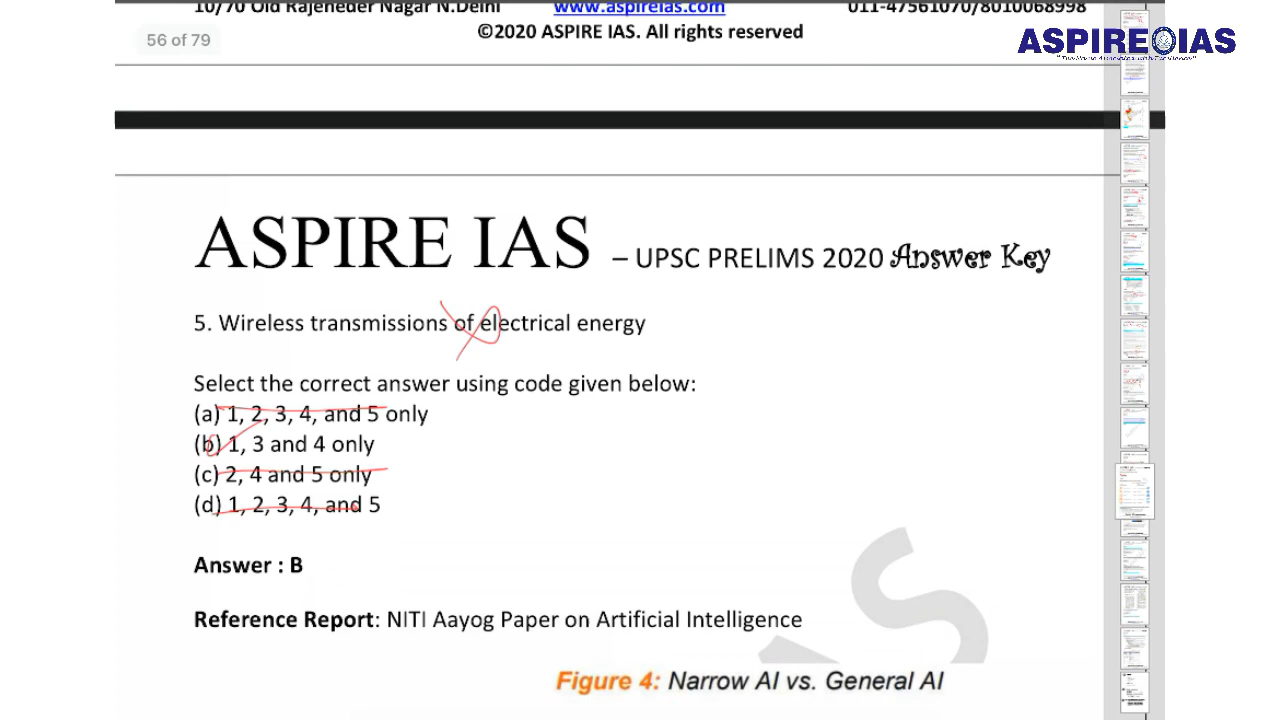 10/70 Old Rajeneder Nagar N.Delhi www.aspireias.com 011-47561070/8010068998
©2020 ASPIRE IAS. All rights reserved
56 of 79
ASPIRE IAS
ASPIRE IAS – UPSC PRELIMS 2020 Answer Key
5. Wireless transmissions of electrical energy
Select the correct answer using code given below:
(a) 1, 2, 3, 4, and 5 only
(b) 1, 3 and 4 only
(c) 2, 4 and 5 only
(d) 1, 2, 3, 4, and 5
Answer : B
Reference Report: NITI Aayog Paper on Artificial Intelligence
Figure 4: Narrow AI vs. General AI